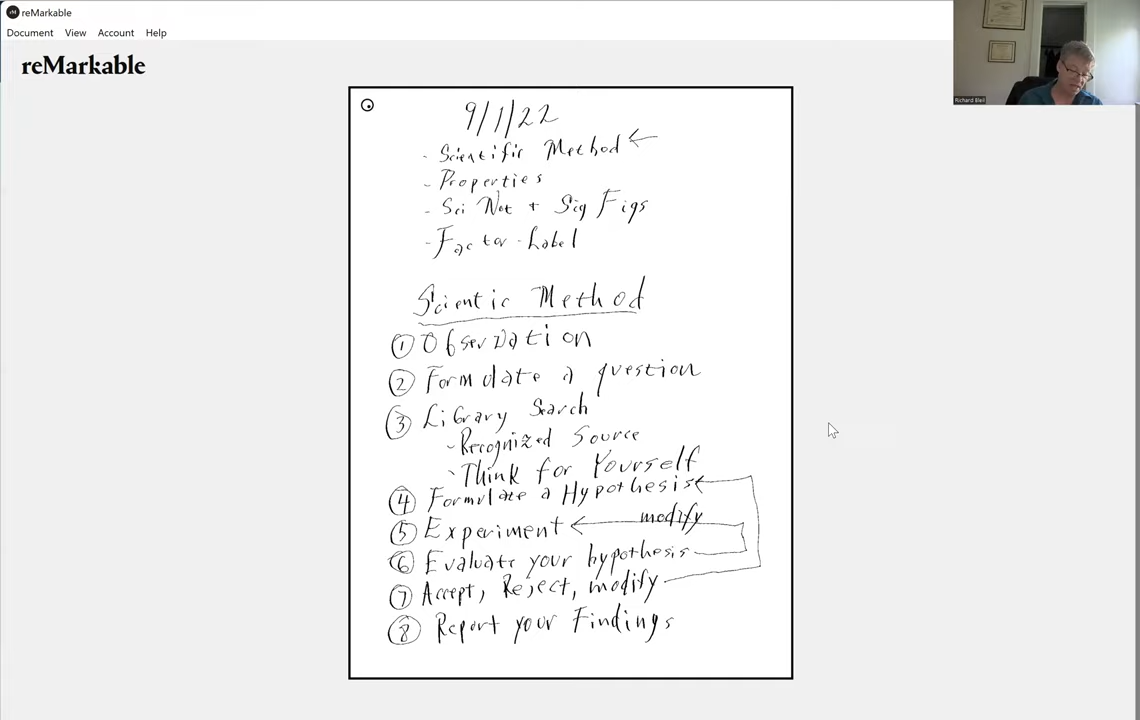 reMarkable
Document View Account Help
reMarkable
Richard Bleil
9/1/22
- Scientific Method ←
- Properties
- Sci Not + Sig Figs
- Factor-Label
Scientic Method
① Observation
② Formulate a question
③ Library Search
- Recognized Source
- Think for Yourself
④ Formulate a Hypothesis
⑤ Experiment
modify
⑥ Evaluate your hypothesis
⑦ Accept, Reject, modify
⑧ Report your Findings